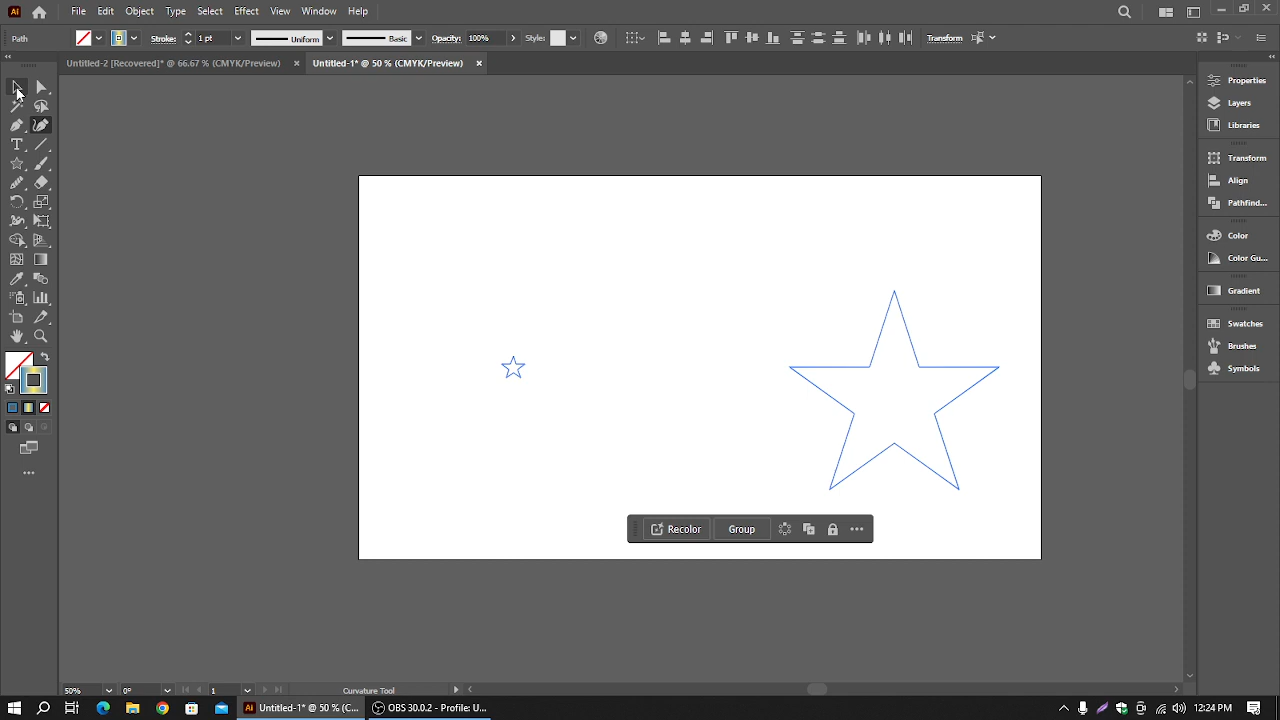 Ai File Edit Object Type Select Effect View Window Help
Path Stroke: 1 pt Uniform Basic Opacity: 100% Style: Transform
Untitled-2 [Recovered]* @ 66.67 % (CMYK/Preview) Untitled-1* @ 50 % (CMYK/Preview)
Properties
Layers
Libraries
Transform
Align
Pathfind...
Color
Color Gu...
Gradient
Swatches
Brushes
Symbols
Recolor Group
50% 0° 1 Curvature Tool
Ai Untitled-1* @ 50 % (C... OBS 30.0.2 - Profile: U... 12:24 PM